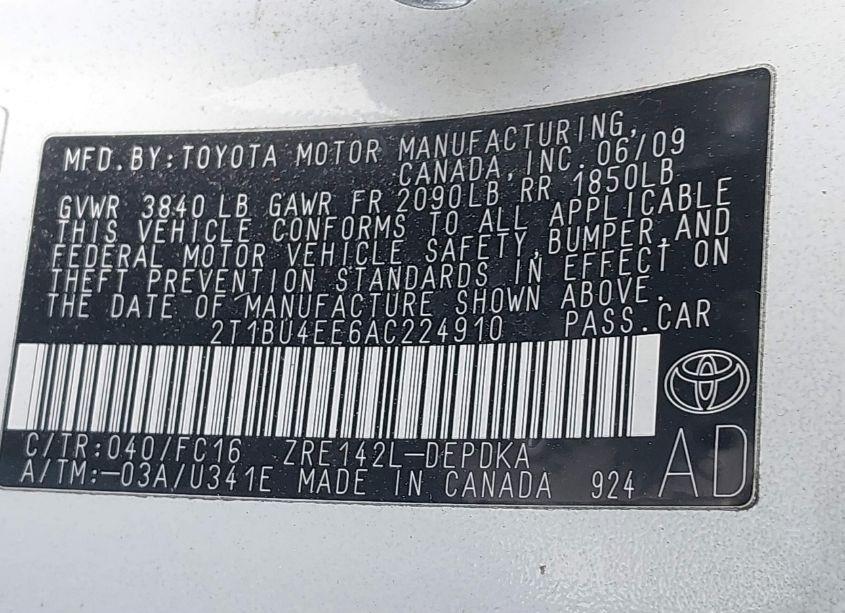 MFD.BY:TOYOTA MOTOR MANUFACTURING,
CANADA, INC. 06/09
GVWR 3840 LB GAWR FR 2090LB RR 1850LB
THIS VEHICLE CONFORMS TO ALL APPLICABLE
FEDERAL MOTOR VEHICLE SAFETY,BUMPER,AND
THEFT PREVENTION STANDARDS IN EFFECT ON
THE DATE OF MANUFACTURE SHOWN ABOVE.
2T1BU4EE6AC224910 PASS.CAR
C/TR:040/FC16 ZRE142L-DEPDKA
A/TM:-03A/U341E MADE IN CANADA 924 AD